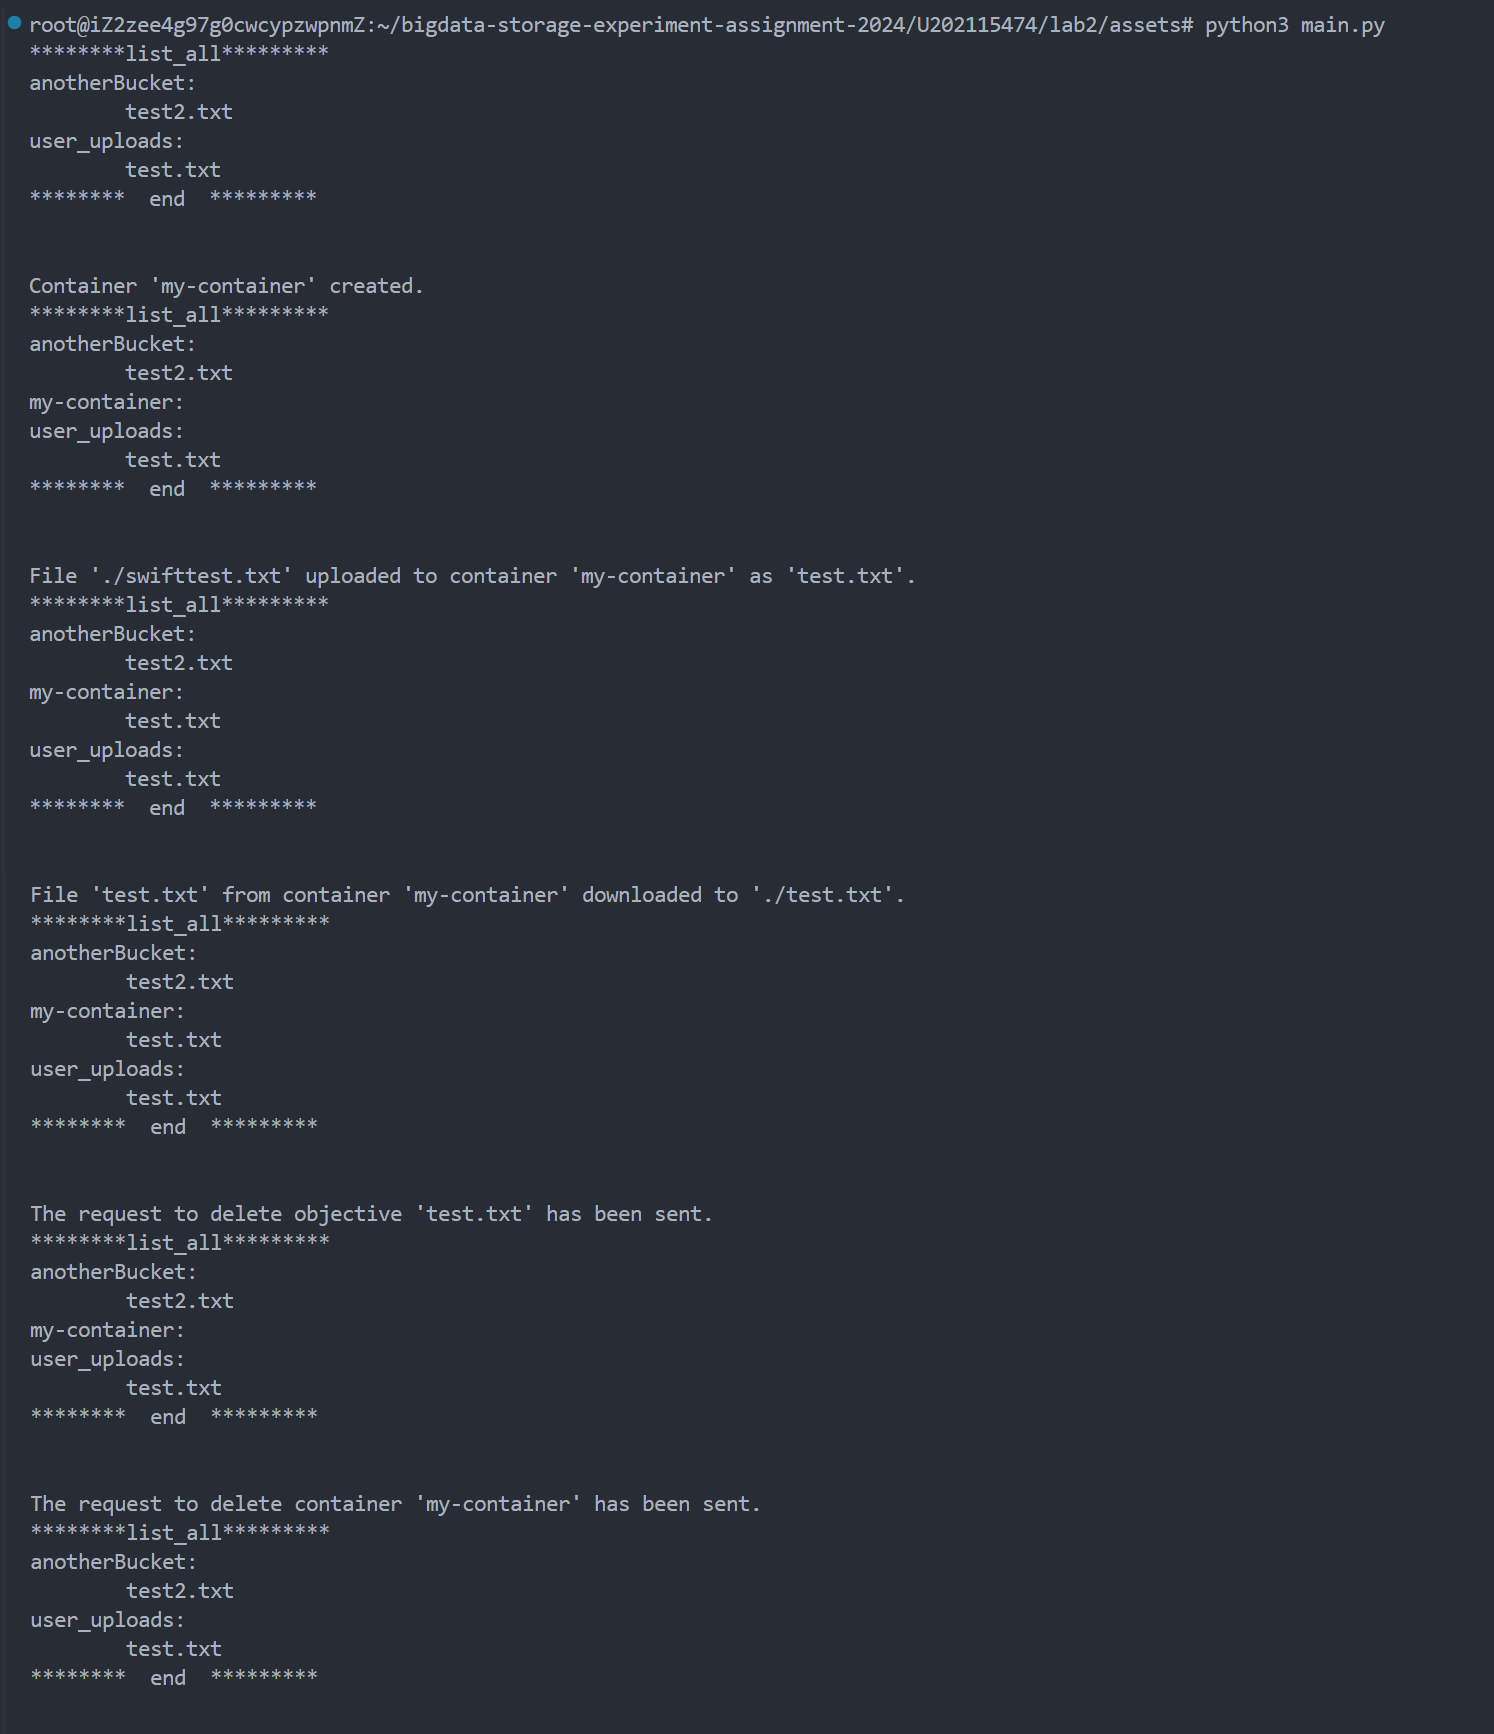 root@iZ2zee4g97g0cwcypzwpnmZ:~/bigdata-storage-experiment-assignment-2024/U202115474/lab2/assets# python3 main.py
********list_all*********
anotherBucket:
        test2.txt
user_uploads:
        test.txt
********  end  *********
Container 'my-container' created.
********list_all*********
anotherBucket:
        test2.txt
my-container:
user_uploads:
        test.txt
********  end  *********
File './swifttest.txt' uploaded to container 'my-container' as 'test.txt'.
********list_all*********
anotherBucket:
        test2.txt
my-container:
        test.txt
user_uploads:
        test.txt
********  end  *********
File 'test.txt' from container 'my-container' downloaded to './test.txt'.
********list_all*********
anotherBucket:
        test2.txt
my-container:
        test.txt
user_uploads:
        test.txt
********  end  *********
The request to delete objective 'test.txt' has been sent.
********list_all*********
anotherBucket:
        test2.txt
my-container:
user_uploads:
        test.txt
********  end  *********
The request to delete container 'my-container' has been sent.
********list_all*********
anotherBucket:
        test2.txt
user_uploads:
        test.txt
********  end  *********